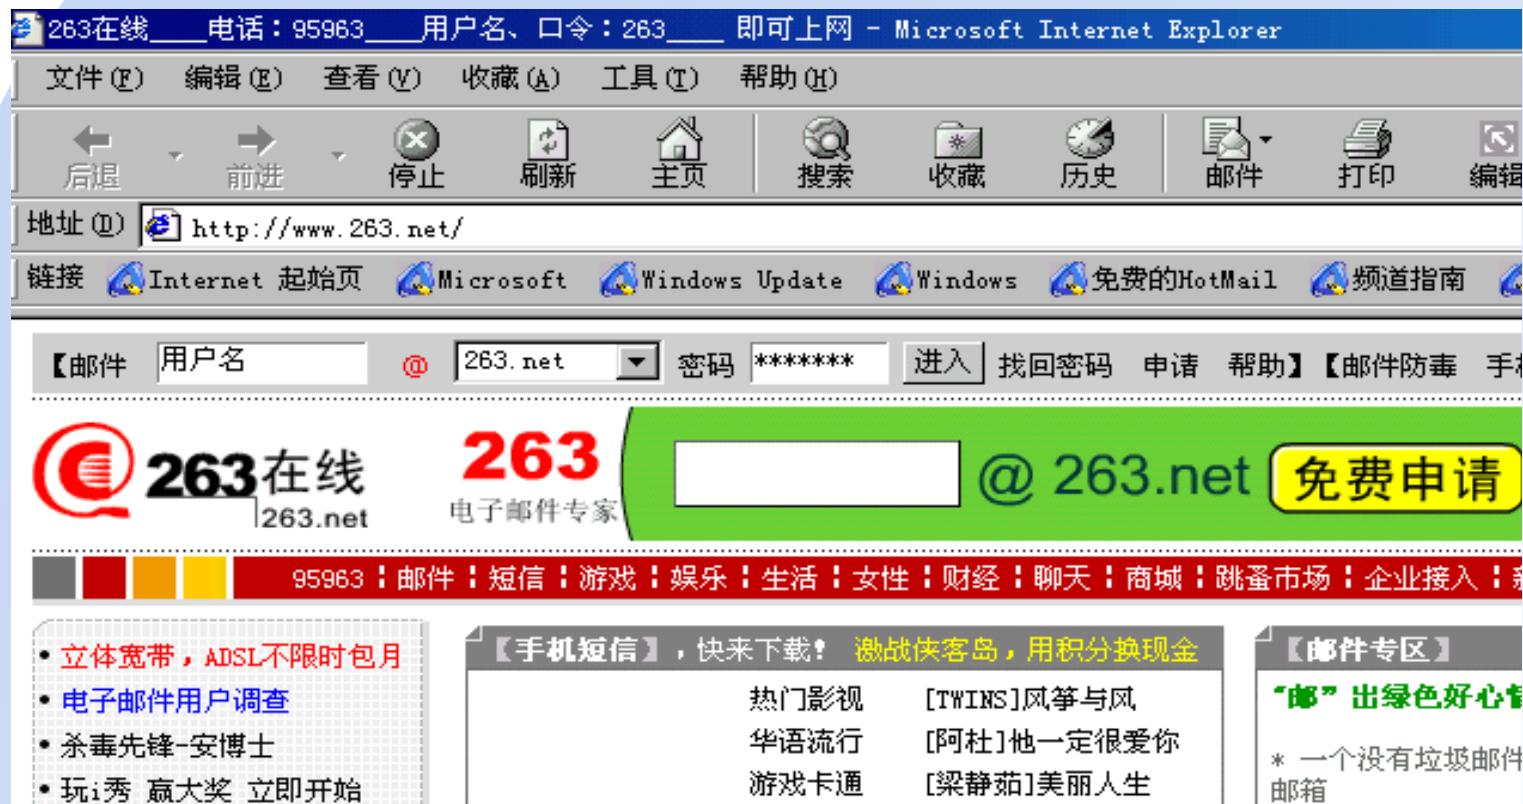 263在线____电话：95963____用户名、口令：263____ 即可上网 - Microsoft Internet Explorer
文件(F) 编辑(E) 查看(V) 收藏(A) 工具(T) 帮助(H)
后退 前进 停止 刷新 主页 搜索 收藏 历史 邮件 打印 编辑
地址(D) http://www.263.net/
链接 Internet 起始页 Microsoft Windows Update Windows 免费的HotMail 频道指南
【邮件 用户名 @ 263.net 密码 ******* 进入 找回密码 申请 帮助】【邮件防毒 手
263在线 263.net
263 电子邮件专家
@ 263.net 免费申请
95963 ¦ 邮件 ¦ 短信 ¦ 游戏 ¦ 娱乐 ¦ 生活 ¦ 女性 ¦ 财经 ¦ 聊天 ¦ 商城 ¦ 跳蚤市场 ¦ 企业接入 ¦
• 立体宽带，ADSL不限时包月
• 电子邮件用户调查
• 杀毒先锋-安博士
• 玩i秀 赢大奖 立即开始
【手机短信】，快来下载！ 激战侠客岛，用积分换现金
热门影视 [TWINS]风筝与风
华语流行 [阿杜]他一定很爱你
游戏卡通 [梁静茹]美丽人生
【邮件专区】
“邮”出绿色好心
* 一个没有垃圾邮件
邮箱